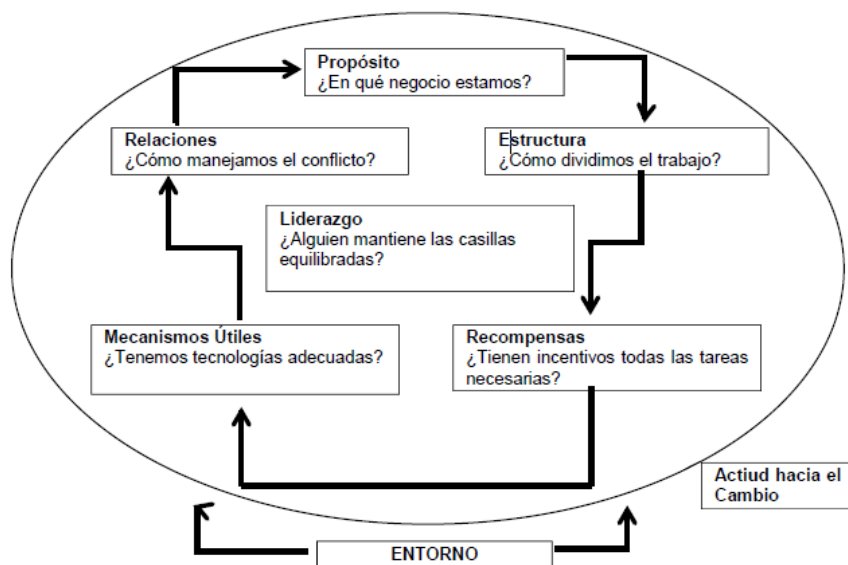 Propósito
¿En qué negocio estamos?
Relaciones
¿Cómo manejamos el conflicto?
Estructura
¿Cómo dividimos el trabajo?
Liderazgo
¿Alguien mantiene las casillas
equilibradas?
Mecanismos Útiles
¿Tenemos tecnologías adecuadas?
Recompensas
¿Tienen incentivos todas las tareas
necesarias?
Actiud hacia el
Cambio
ENTORNO